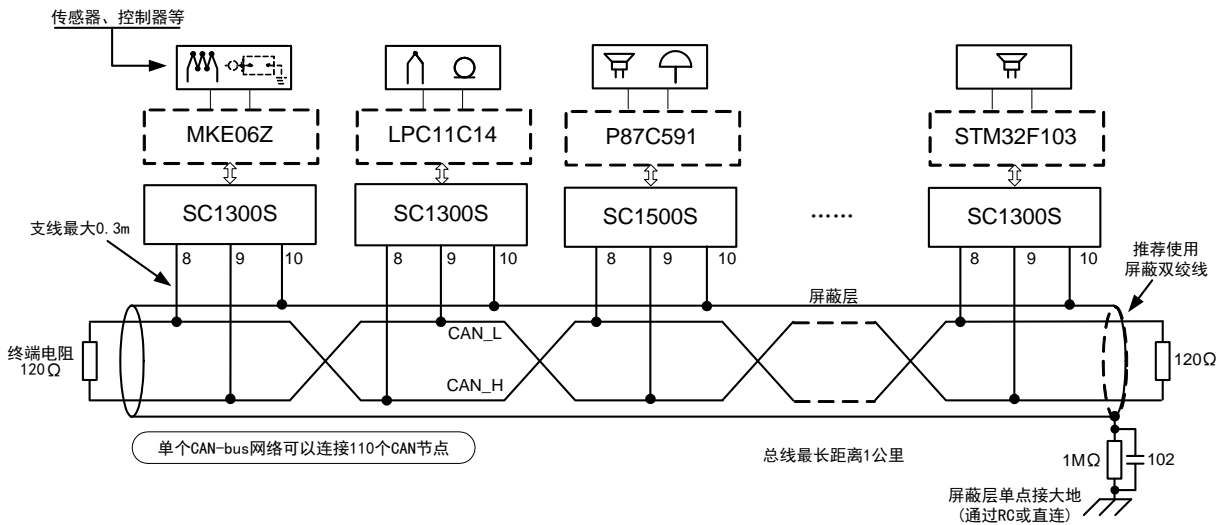 传感器、控制器等
MKE06Z
LPC11C14
P87C591
STM32F103
SC1300S
SC1300S
SC1500S
……
SC1300S
支线最大0.3m
8 9 10
8 9 10
8 9 10
8 9 10
推荐使用
屏蔽双绞线
屏蔽层
CAN_L
CAN_H
终端电阻
120Ω
120Ω
单个CAN-bus网络可以连接110个CAN节点
总线最长距离1公里
1MΩ
102
屏蔽层单点接大地
(通过RC或直连)